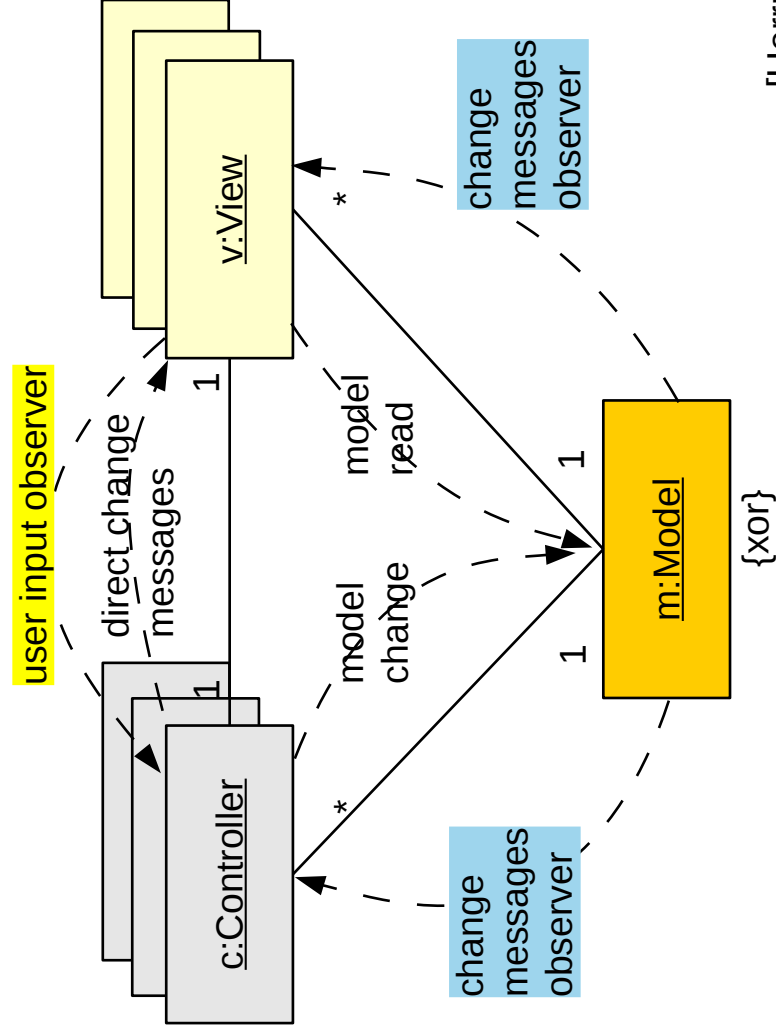 user input observer
direct change
messages
1
1
c:Controller
v:View
*
*
model
change
model
read
change
messages
observer
change
messages
observer
1
1
m:Model
{xor}